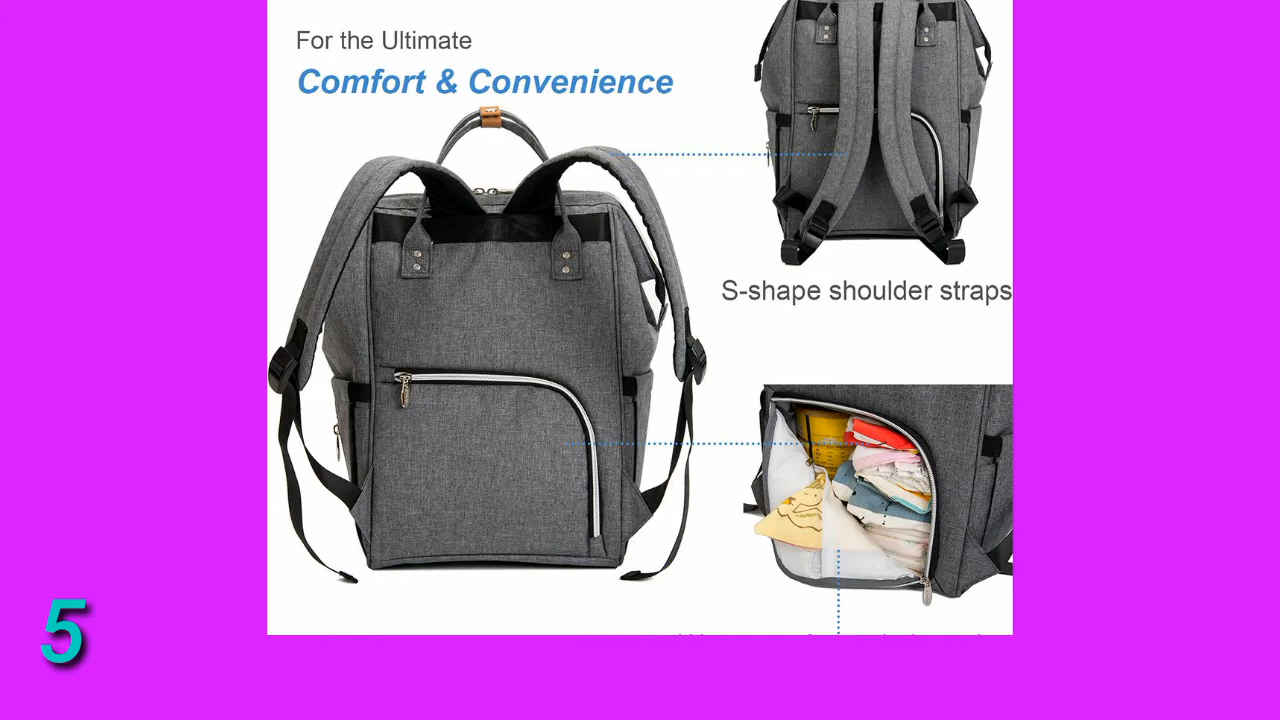 For the Ultimate
Comfort & Convenience
S-shape shoulder straps
5